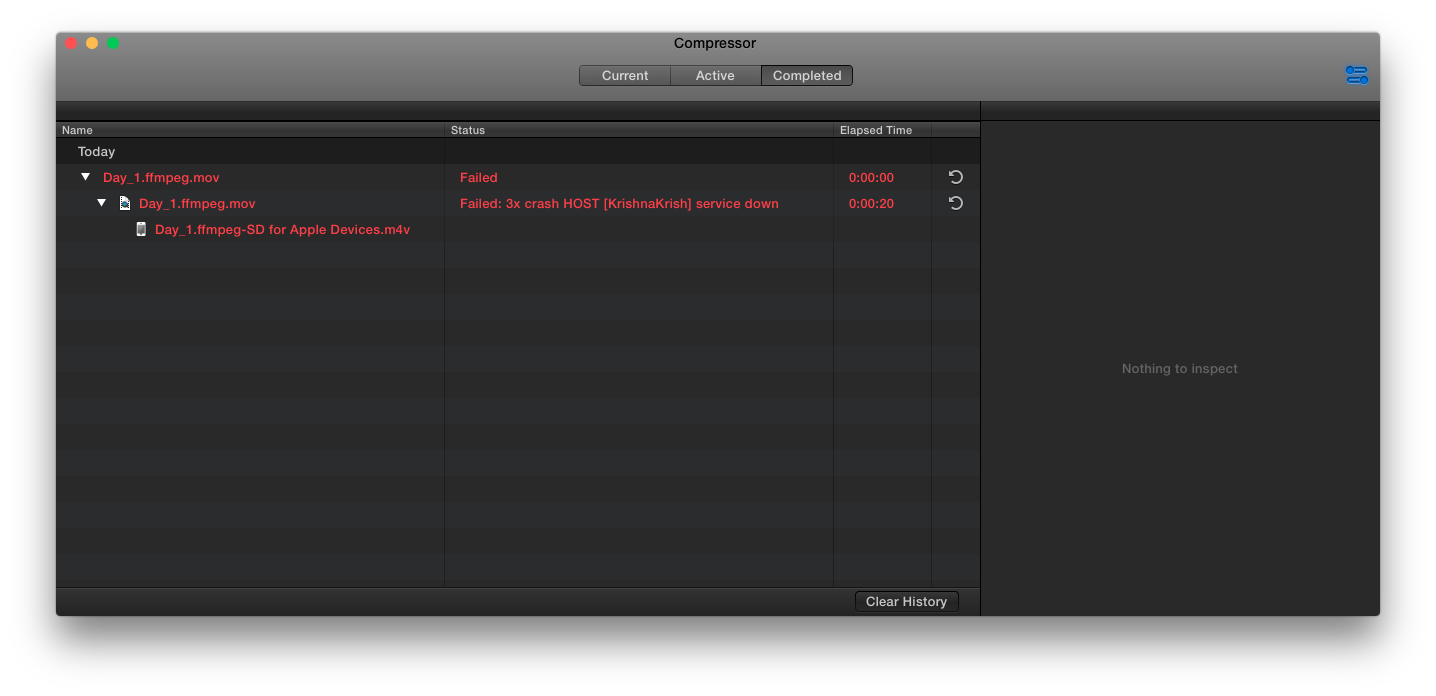 Compressor
Current Active Completed
Name Status Elapsed Time
Today
Day_1.ffmpeg.mov Failed 0:00:00
Day_1.ffmpeg.mov Failed: 3x crash HOST [KrishnaKrish] service down 0:00:20
Day_1.ffmpeg-SD for Apple Devices.m4v
Nothing to inspect
Clear History